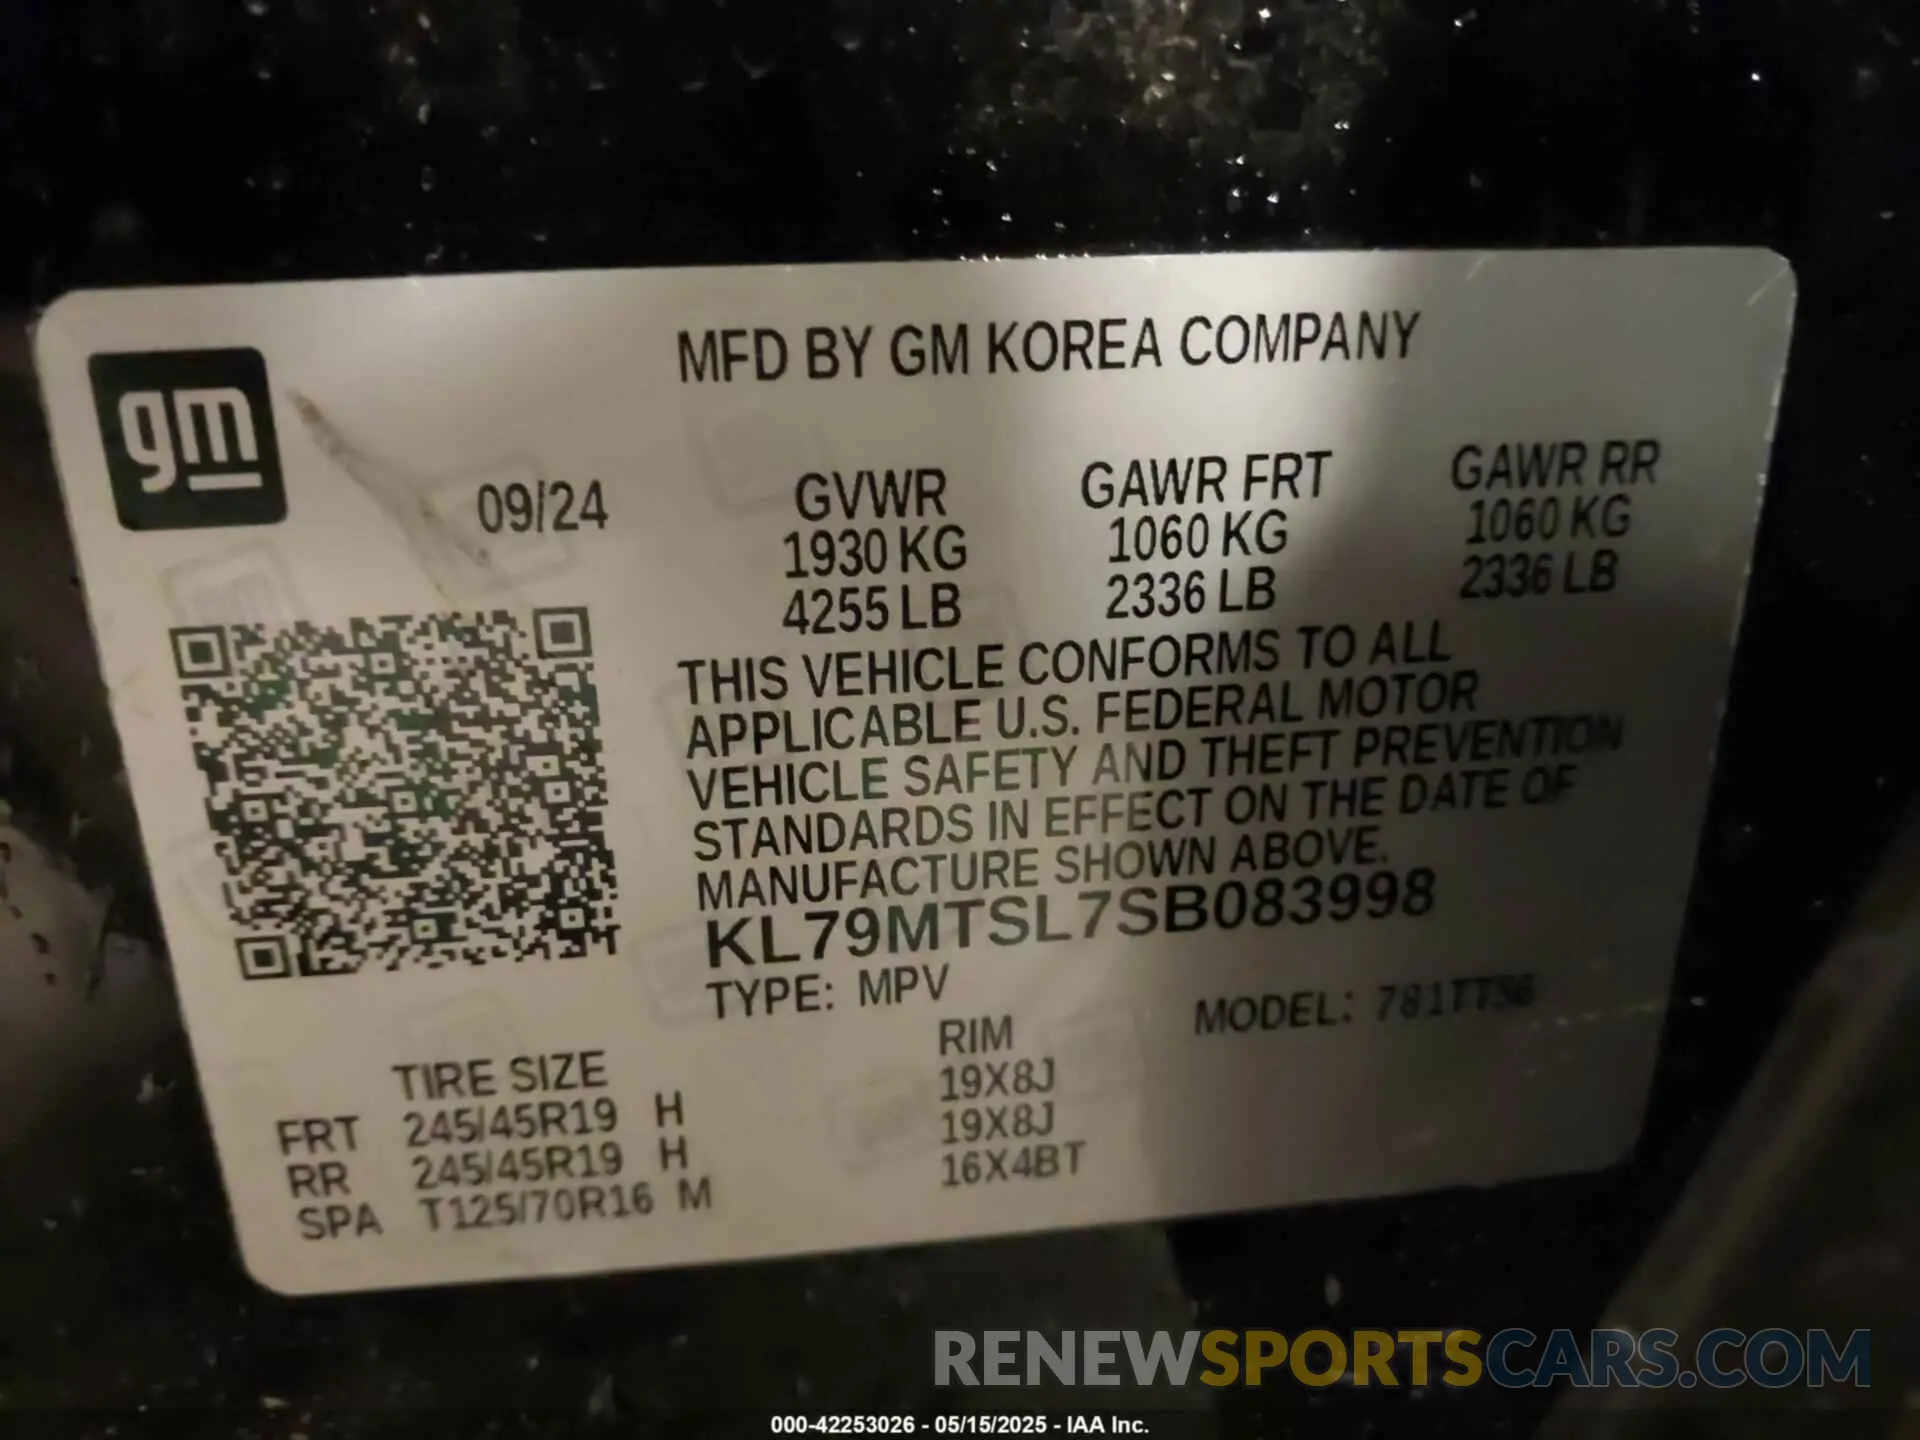 MFD BY GM KOREA COMPANY
gm
09/24
GVWR GAWR FRT GAWR RR
1930 KG 1060 KG 1060 KG
4255 LB 2336 LB 2336 LB
THIS VEHICLE CONFORMS TO ALL
APPLICABLE U.S. FEDERAL MOTOR
VEHICLE SAFETY AND THEFT PREVENTION
STANDARDS IN EFFECT ON THE DATE OF
MANUFACTURE SHOWN ABOVE.
KL79MTSL7SB083998
TYPE: MPV MODEL: 781TTS6
TIRE SIZE RIM
FRT 245/45R19 H 19X8J
RR 245/45R19 H 19X8J
SPA T125/70R16 M 16X4BT
RENEWSPORTSCARS.COM
000-42253026 - 05/15/2025 - IAA Inc.